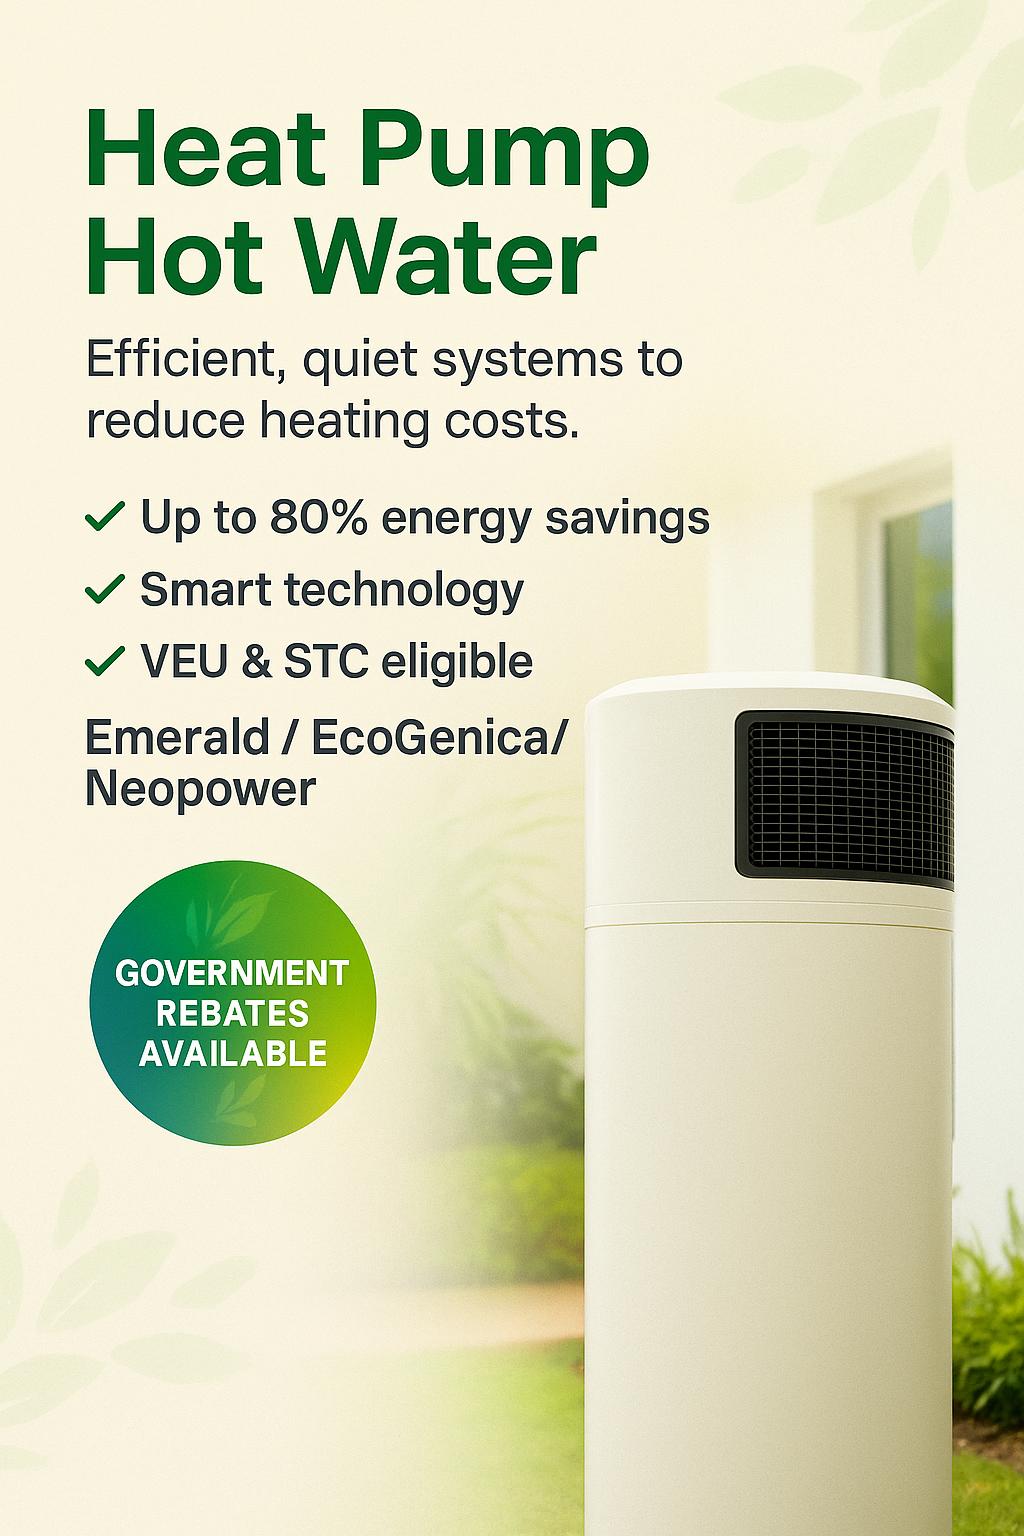 Heat Pump
Hot Water
Efficient, quiet systems to
reduce heating costs.
Up to 80% energy savings
Smart technology
VEU & STC eligible
Emerald / EcoGenica/
Neopower
GOVERNMENT
REBATES
AVAILABLE